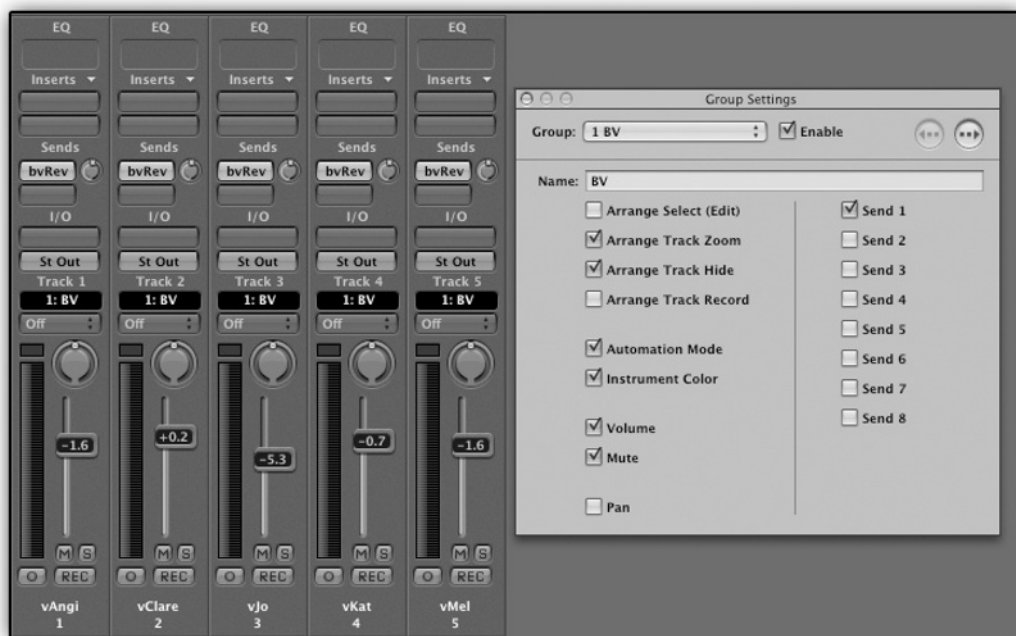 EQ EQ EQ EQ EQ
Inserts Inserts Inserts Inserts Inserts
Sends Sends Sends Sends Sends
bvRev bvRev bvRev bvRev bvRev
I/O I/O I/O I/O I/O
St Out St Out St Out St Out St Out
Track 1 Track 2 Track 3 Track 4 Track 5
1: BV 1: BV 1: BV 1: BV 1: BV
Off Off Off Off Off
-1.6 +0.2 -5.3 -0.7 -1.6
M S M S M S M S M S
O REC O REC O REC O REC O REC
vAngi vClare vJo vKat vMel
1 2 3 4 5
Group Settings
Group: 1 BV Enable
Name: BV
Arrange Select (Edit)
Arrange Track Zoom
Arrange Track Hide
Arrange Track Record
Automation Mode
Instrument Color
Volume
Mute
Pan
Send 1
Send 2
Send 3
Send 4
Send 5
Send 6
Send 7
Send 8